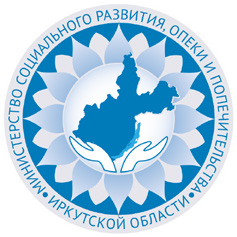 МИНИСТЕРСТВО СОЦИАЛЬНОГО РАЗВИТИЯ, ОПЕКИ И ПОПЕЧИТЕЛЬСТВА
• ИРКУТСКОЙ ОБЛАСТИ •